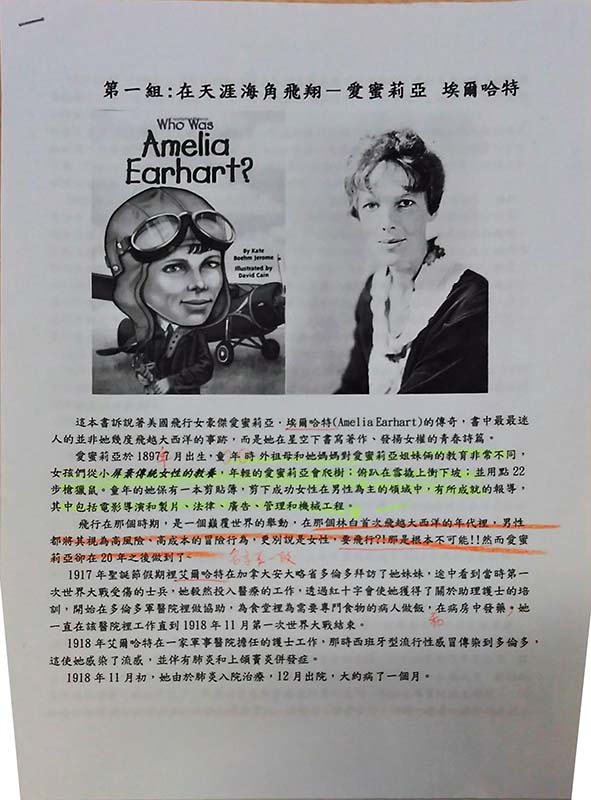 第一組:在天涯海角飛翔－愛蜜莉亞 埃爾哈特
Who Was
Amelia
Earhart?
By Kate
Boehm Jerome
Illustrated by
David Cain
這本書訴說著美國飛行女豪傑愛蜜莉亞·埃爾哈特(Amelia Earhart)的傳奇，書中最最迷
人的並非她幾度飛越大西洋的事跡，而是她在星空下書寫著作、發揚女權的青春詩篇。
愛蜜莉亞是 1897 年 7 月出生，童年時外祖母和她媽媽對愛蜜莉亞姐妹倆的教育非常不同，
女孩們從小屏棄傳統女性的教養，年輕的愛蜜莉亞會爬樹；俯臥在雪撬上衝下坡；並用點 22
步槍獵鼠。童年的她保有一本剪貼薄，剪下成功女性在男性為主的領域中，有所成就的報導，
其中包括電影導演和製片、法律、廣告、管理和機械工程。
飛行在那個時期，是一個巔覆世界的舉動，在那個林白首次飛越大西洋的年代裡，男性
都將其視為高風險、高成本的冒險行為，更別說是女性，要飛行?!那是根本不可能!!然而愛蜜
莉亞卻在 20 年之後做到了。
1917 年聖誕節假期裡艾爾哈特在加拿大安大略省多倫多拜訪了她妹妹，途中看到當時第一
次世界大戰受傷的士兵，她毅然投入醫療的工作，透過紅十字會使她獲得了關於助理護士的培
訓，開始在多倫多軍醫院裡做協助，為食堂裡為需要專門食物的病人做飯，在病房中發藥，她
和
一直在該醫院裡工作直到 1918 年 11 月第一次世界大戰結束。
1918 年艾爾哈特在一家軍事醫院擔任的護士工作，那時西班牙型流行性感冒傳染到多倫多，
這使她感染了流感，並伴有肺炎和上頜竇炎併發症。
1918 年 11 月初，她由於肺炎入院治療，12 月出院，大約病了一個月。